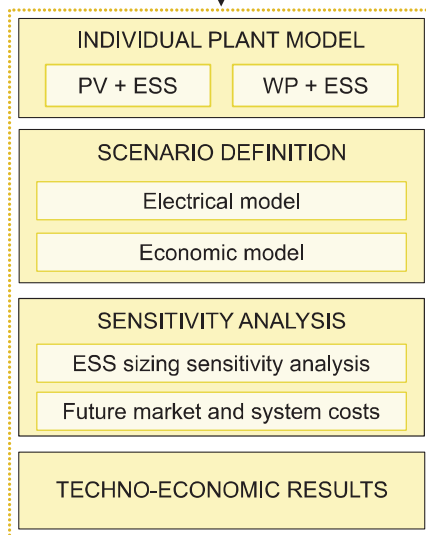 INDIVIDUAL PLANT MODEL
PV + ESS WP + ESS
SCENARIO DEFINITION
Electrical model
Economic model
SENSITIVITY ANALYSIS
ESS sizing sensitivity analysis
Future market and system costs
TECHNO-ECONOMIC RESULTS